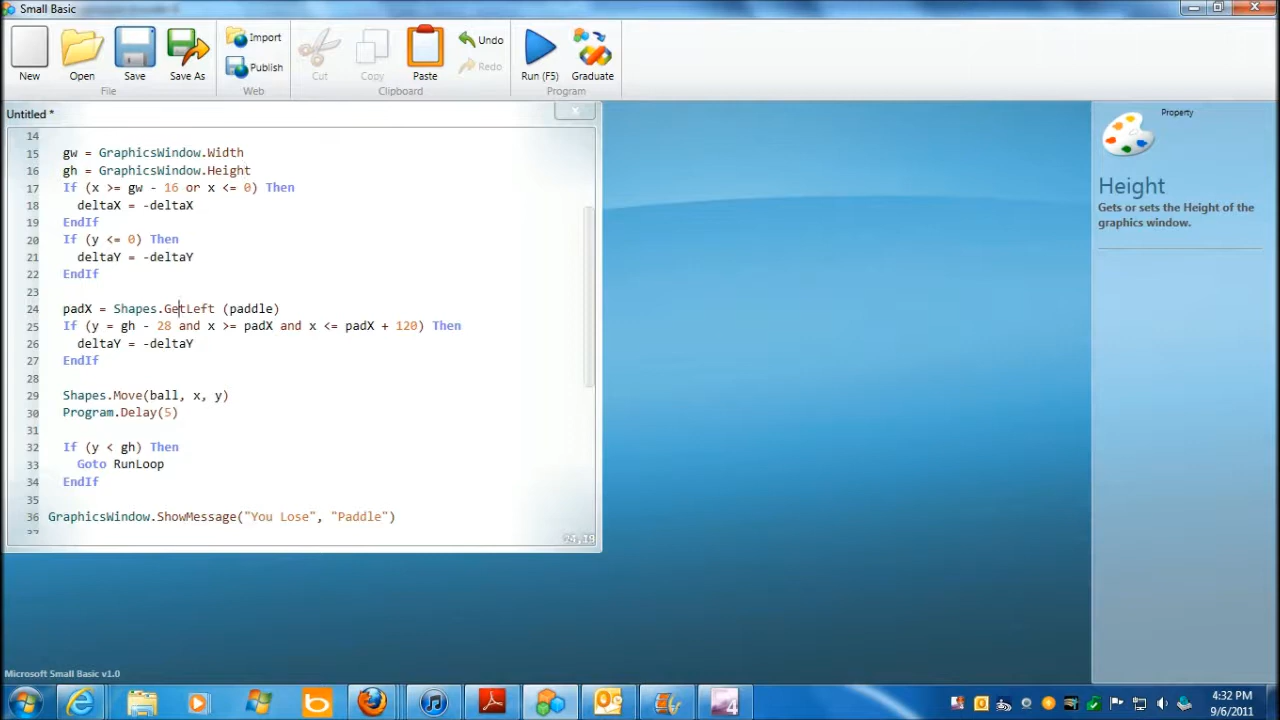 Small Basic
New
Open
Save
Save As
Import
Publish
Cut
Copy
Paste
Undo
Redo
Run (F5)
Graduate
File
Web
Clipboard
Program
Untitled *
14
15 gw = GraphicsWindow.Width
16 gh = GraphicsWindow.Height
17 If (x >= gw - 16 or x <= 0) Then
18 deltaX = -deltaX
19 EndIf
20 If (y <= 0) Then
21 deltaY = -deltaY
22 EndIf
23
24 padX = Shapes.GetLeft (paddle)
25 If (y = gh - 28 and x >= padX and x <= padX + 120) Then
26 deltaY = -deltaY
27 EndIf
28
29 Shapes.Move(ball, x, y)
30 Program.Delay(5)
31
32 If (y < gh) Then
33 Goto RunLoop
34 EndIf
35
36 GraphicsWindow.ShowMessage("You Lose", "Paddle")
24,19
Property
Height
Gets or sets the Height of the
graphics window.
Microsoft Small Basic v1.0
4:32 PM
9/6/2011